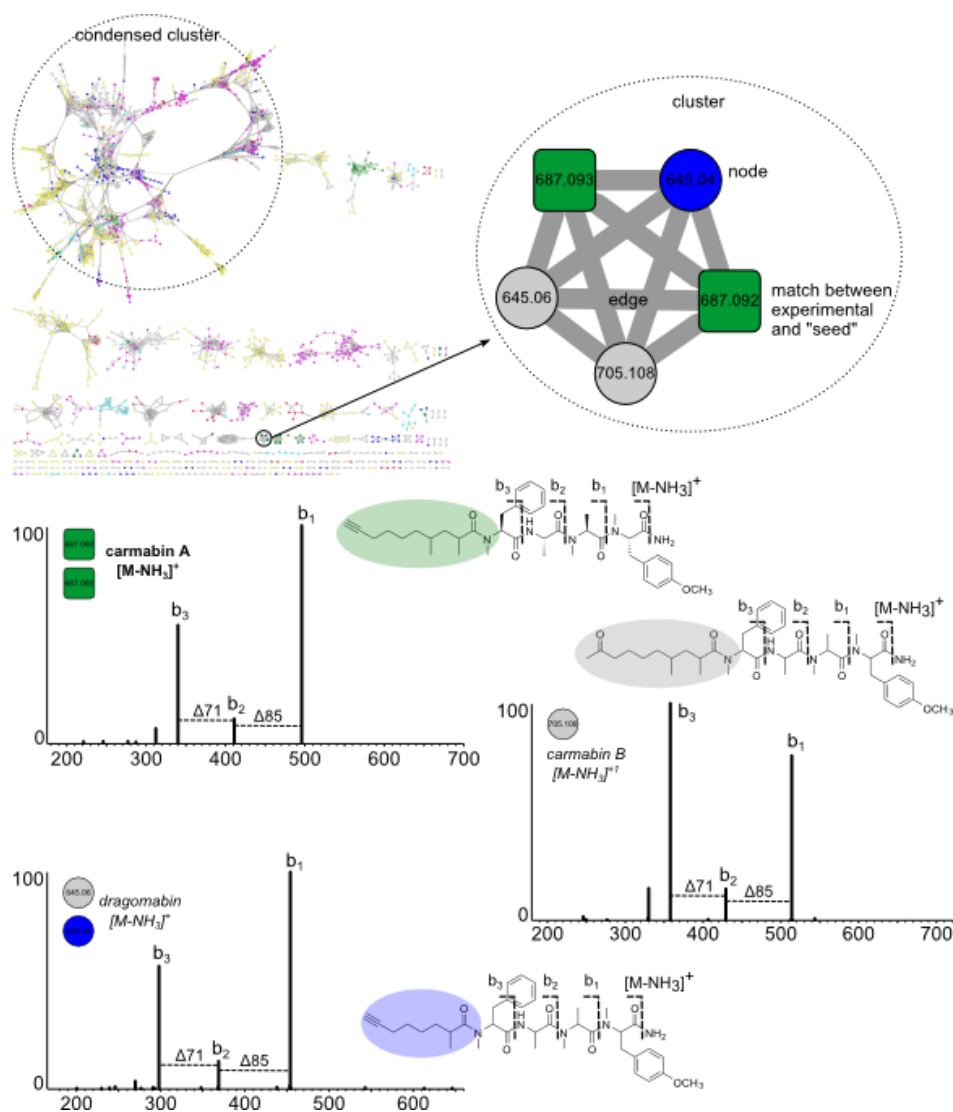 condensed cluster
cluster
687.093
645.04
node
645.06
edge
687.092
match between
experimental
and "seed"
705.108
b3 b2 b1 [M-NH3]+
O
O
O
O
N
H
N
N
N
NH2
O
O
OCH3
100
b1
687.093
687.092
carmabin A
[M-NH3]+
b3
Δ71
b2
Δ85
0
200 300 400 500 600 700
b3 b2 b1 [M-NH3]+
O
O
O
O
O
N
H
N
N
N
NH2
O
O
OCH3
100
b3
b1
705.108
carmabin B
[M-NH3]+1
Δ71
b2
Δ85
0
200 300 400 500 600 700
100
b1
645.06
dragomabin
[M-NH3]+
b3
Δ71
b2
Δ85
0
200 300 400 500 600
b3 b2 b1 [M-NH3]+
O
O
O
O
N
H
N
N
N
NH2
O
O
OCH3